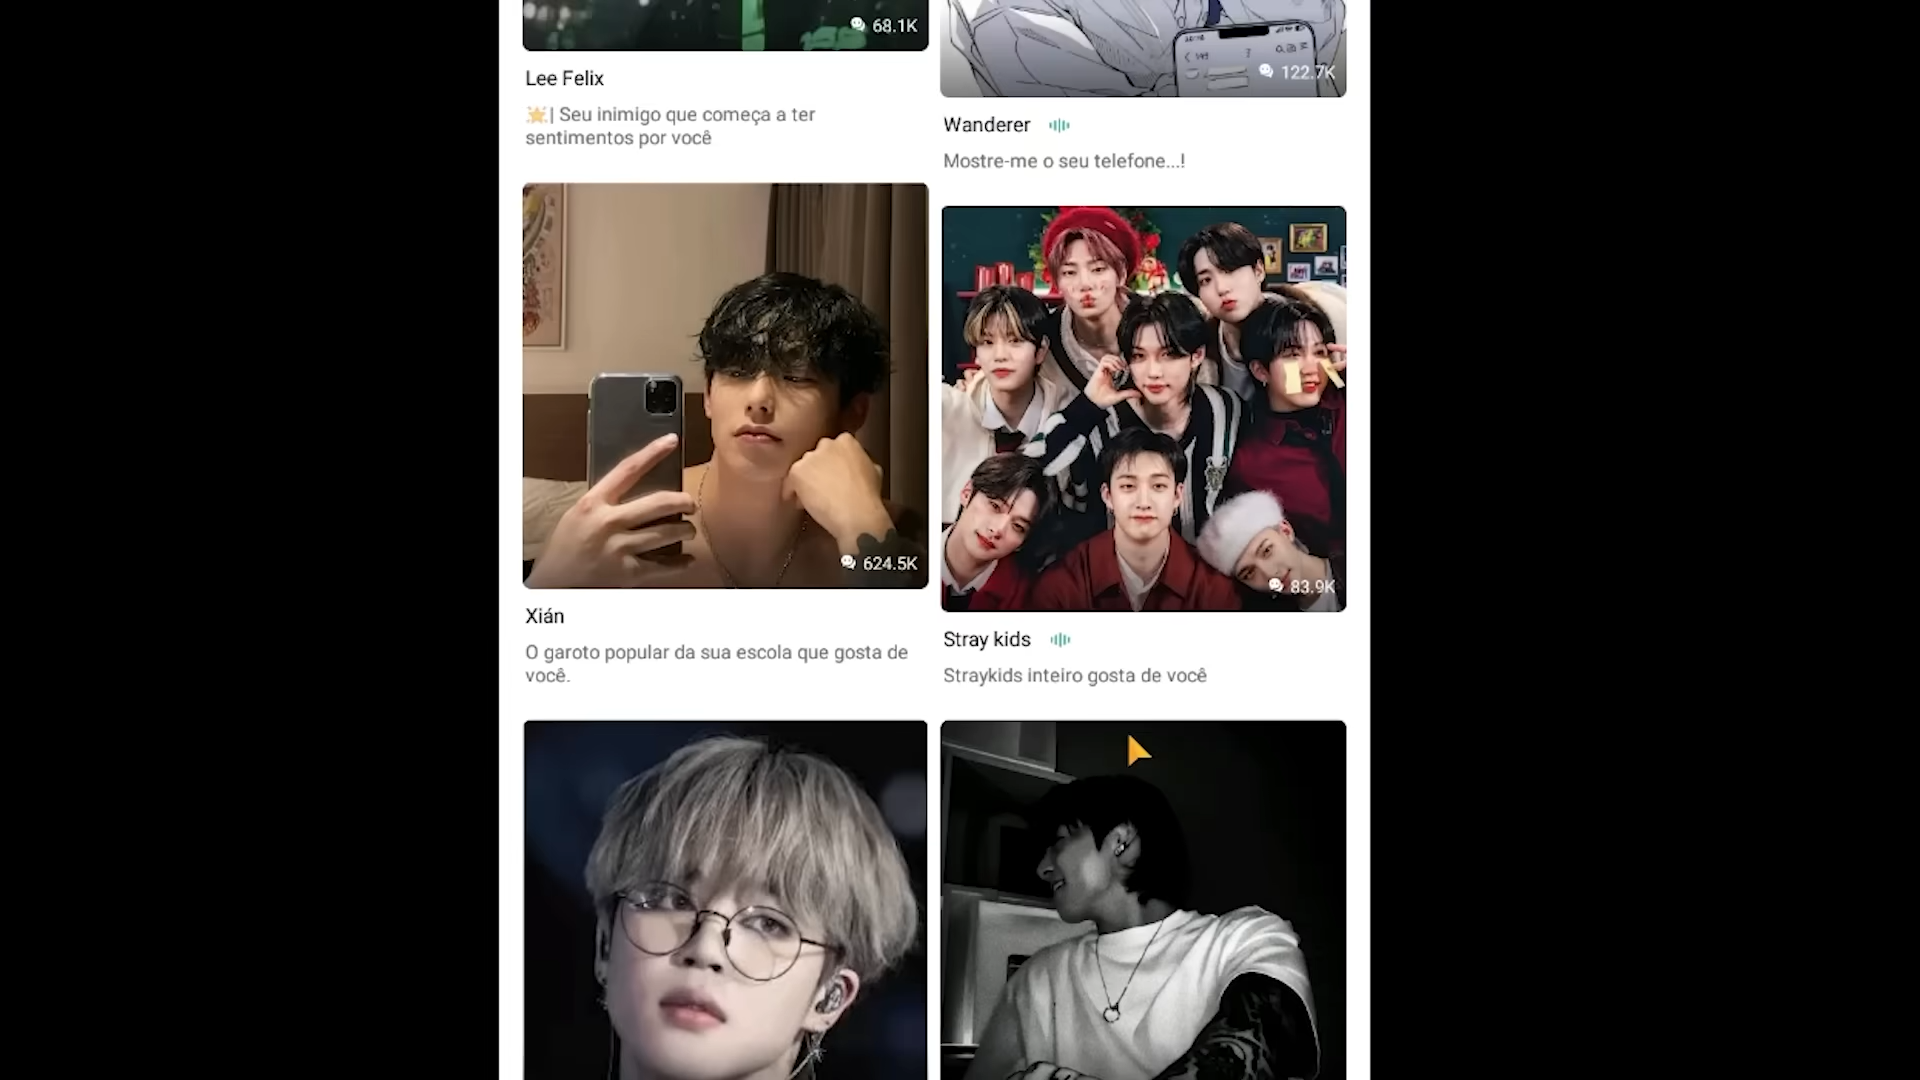 68.1K
Lee Felix
🌟| Seu inimigo que começa a ter
sentimentos por você
122.7K
Wanderer
Mostre-me o seu telefone...!
624.5K
Xián
O garoto popular da sua escola que gosta de
você.
83.9K
Stray kids
Straykids inteiro gosta de você